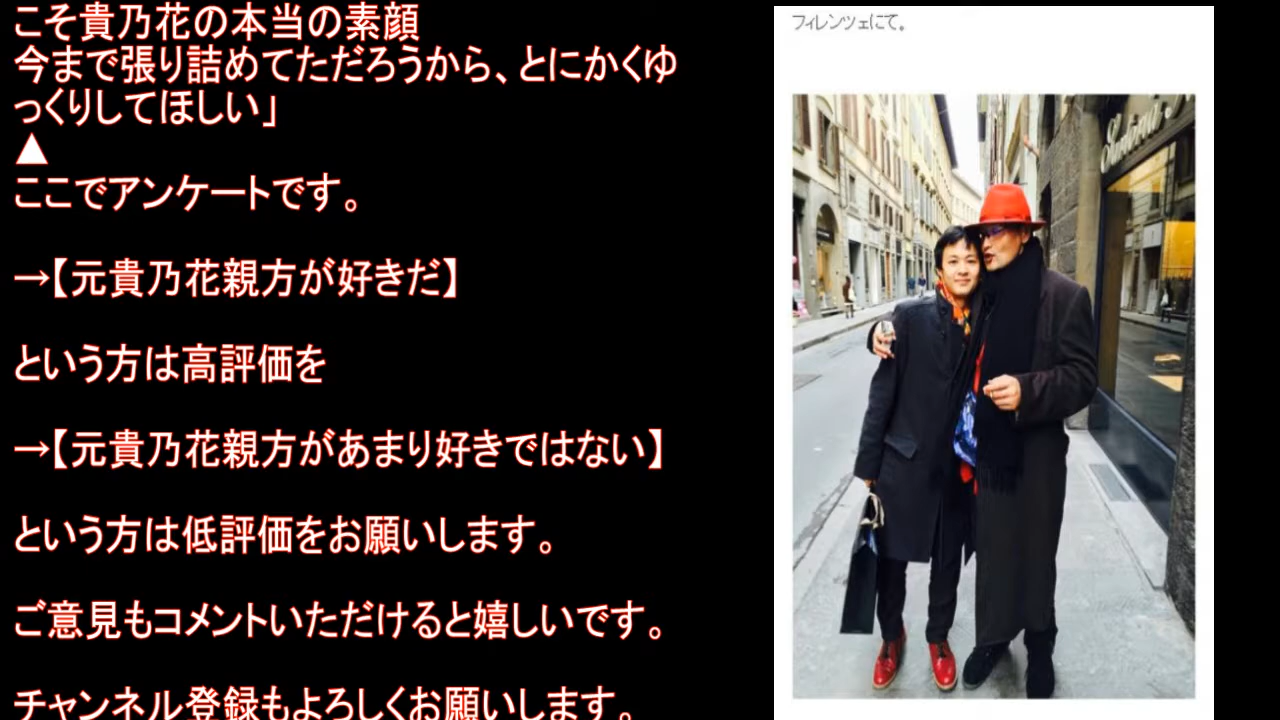 こそ貴乃花の本当の素顔
今まで張り詰めてただろうから、とにかくゆ
っくりしてほしい」
▲
ここでアンケートです。
→【元貴乃花親方が好きだ】
という方は高評価を
→【元貴乃花親方があまり好きではない】
という方は低評価をお願いします。
ご意見もコメントいただけると嬉しいです。
チャンネル登録もよろしくお願いします。
フィレンツェにて。